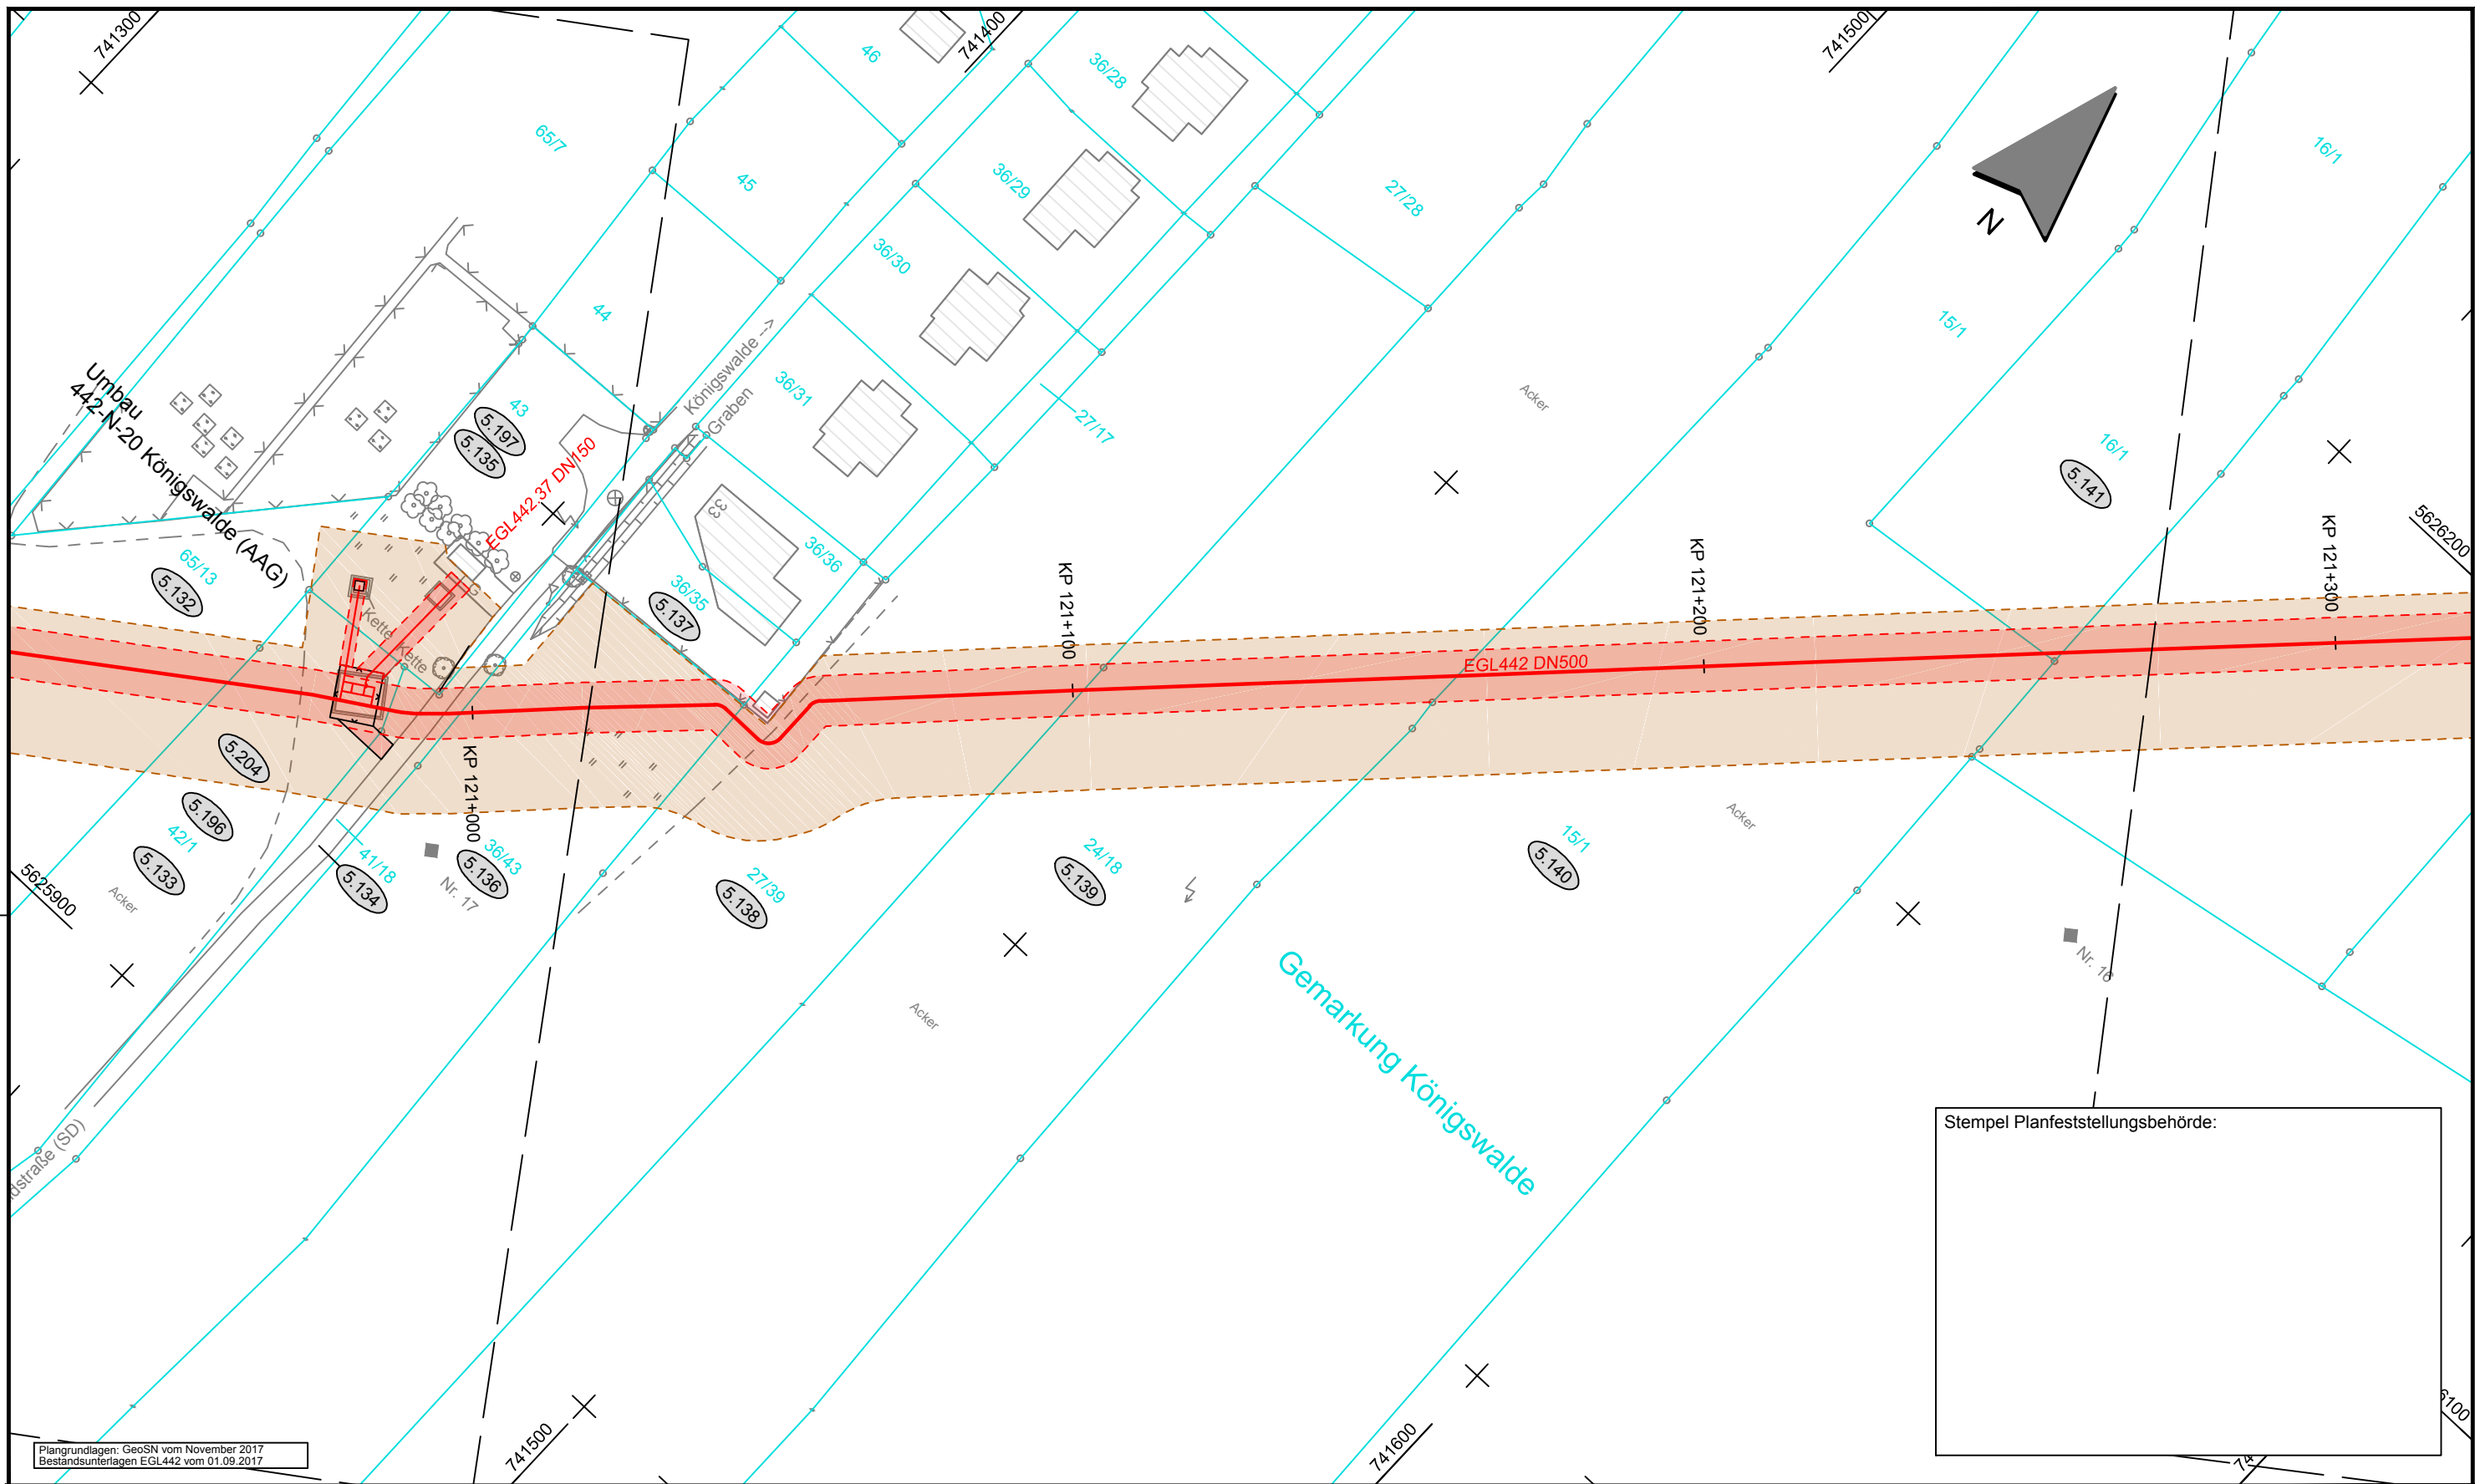 741300
741400
741500
46
36/28
16/1
65/7
45
36/29
27/28
N
36/30
15/1
44
Königswalde
Graben
36/31
27/17
Acker
16/1
5.141
Umbau
442-N-20 Königswalde (AAG)
43
5.197
5.135
EGL442.37 DN150
33
36/36
36/35
5.137
5626200
KP 121+300
KP 121+200
KP 121+100
65/13
5.132
G
Kette
Kette
EGL442 DN500
5.204
5.196
42/1
5.133
KP 121+000
Acker
5625900
41/18
5.134
36/43
5.136
Nr. 17
27/39
5.138
24/18
5.139
15/1
5.140
Acker
Nr. 16
Acker
Gemarkung Königswalde
dstraße (SD)
Stempel Planfeststellungsbehörde:
6100
741500
741600
74
Plangrundlagen: GeoSN vom November 2017
Bestandsunterlagen EGL442 vom 01.09.2017